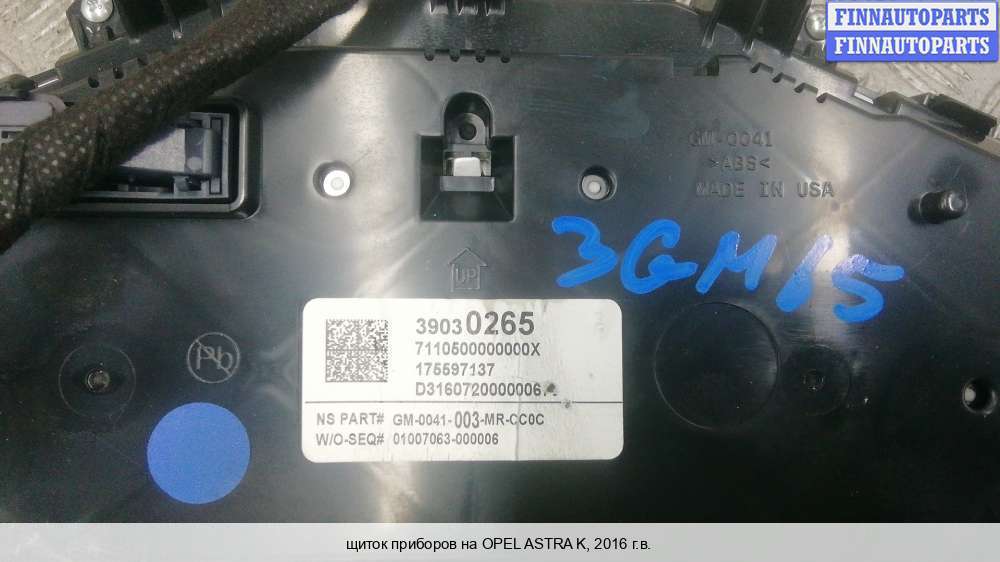 FINNAUTOPARTS
FINNAUTOPARTS
GM-0041
>ABS<
MADE IN USA
3GM15
UP
39030265
7110500000000X
175597137
Pb
NS PART# GM-0041-003-MR-CC0C
W/O-SEQ# 01007063-000006
щиток приборов на OPEL ASTRA K, 2016 г.в.